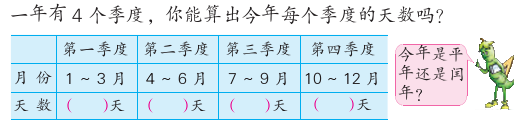 一年有 4 个季度，你能算出今年每个季度的天数吗？
第一季度 第二季度 第三季度 第四季度
月 份 1 ~ 3 月 4 ~ 6 月 7 ~ 9 月 10 ~ 12 月
天 数 （ ）天 （ ）天 （ ）天 （ ）天
今年是平
年还是闰
年？